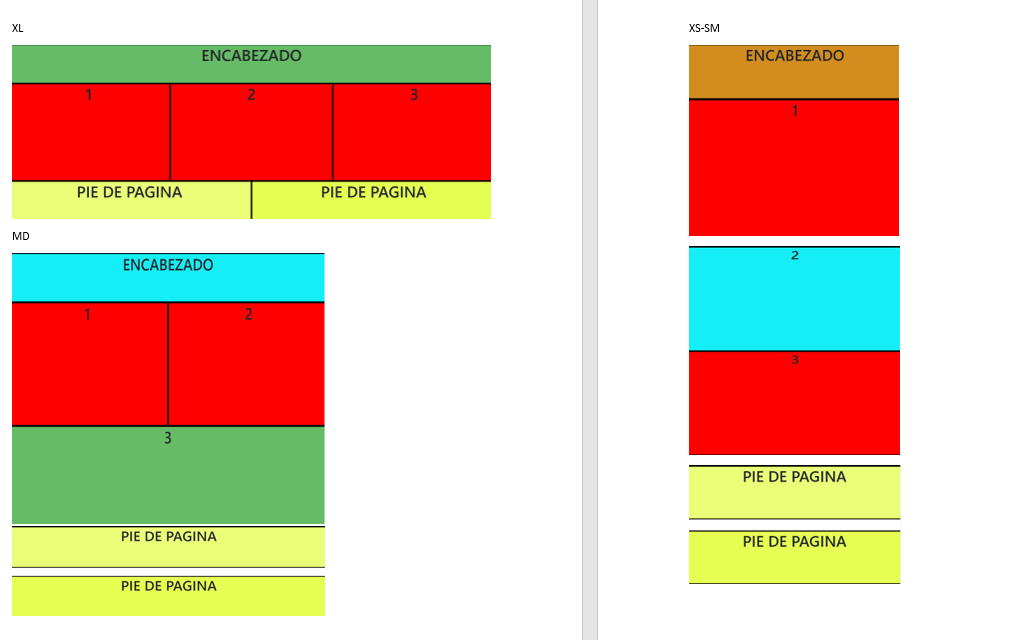 XL
ENCABEZADO
1 2 3
PIE DE PAGINA PIE DE PAGINA
MD
ENCABEZADO
1 2
3
PIE DE PAGINA
PIE DE PAGINA
XS-SM
ENCABEZADO
1
2
3
PIE DE PAGINA
PIE DE PAGINA